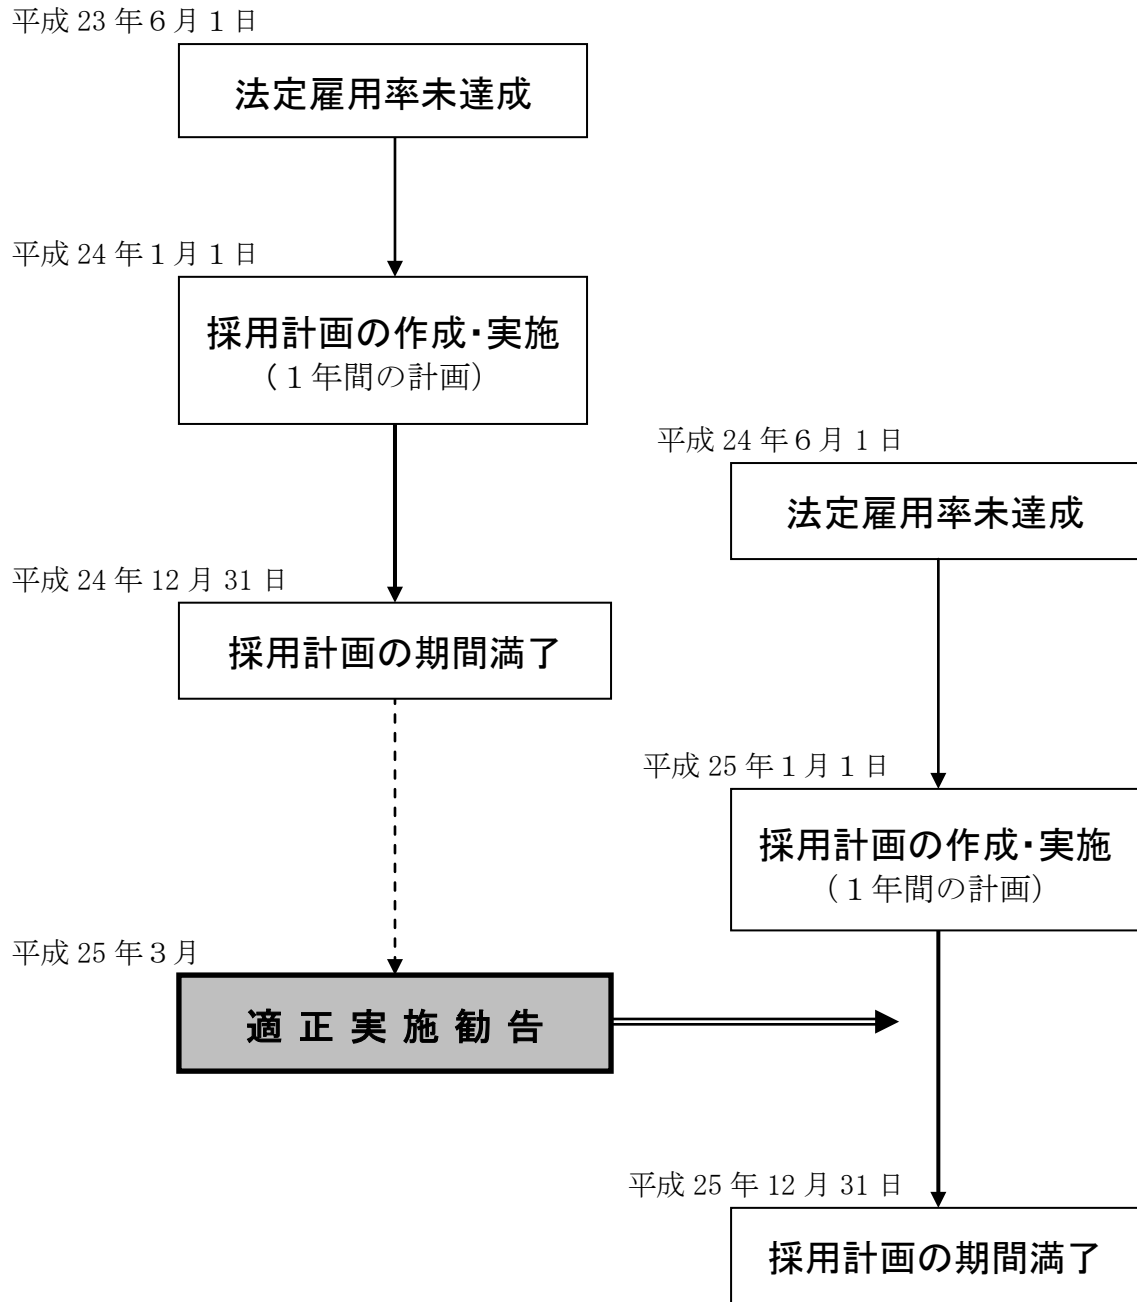 平成 23 年６月１日
法定雇用率未達成
平成 24 年１月１日
採用計画の作成・実施
（１年間の計画）
平成 24 年６月１日
法定雇用率未達成
平成 24 年 12 月 31 日
採用計画の期間満了
平成 25 年１月１日
採用計画の作成・実施
（１年間の計画）
平成 25 年３月
適 正 実 施 勧 告
平成 25 年 12 月 31 日
採用計画の期間満了